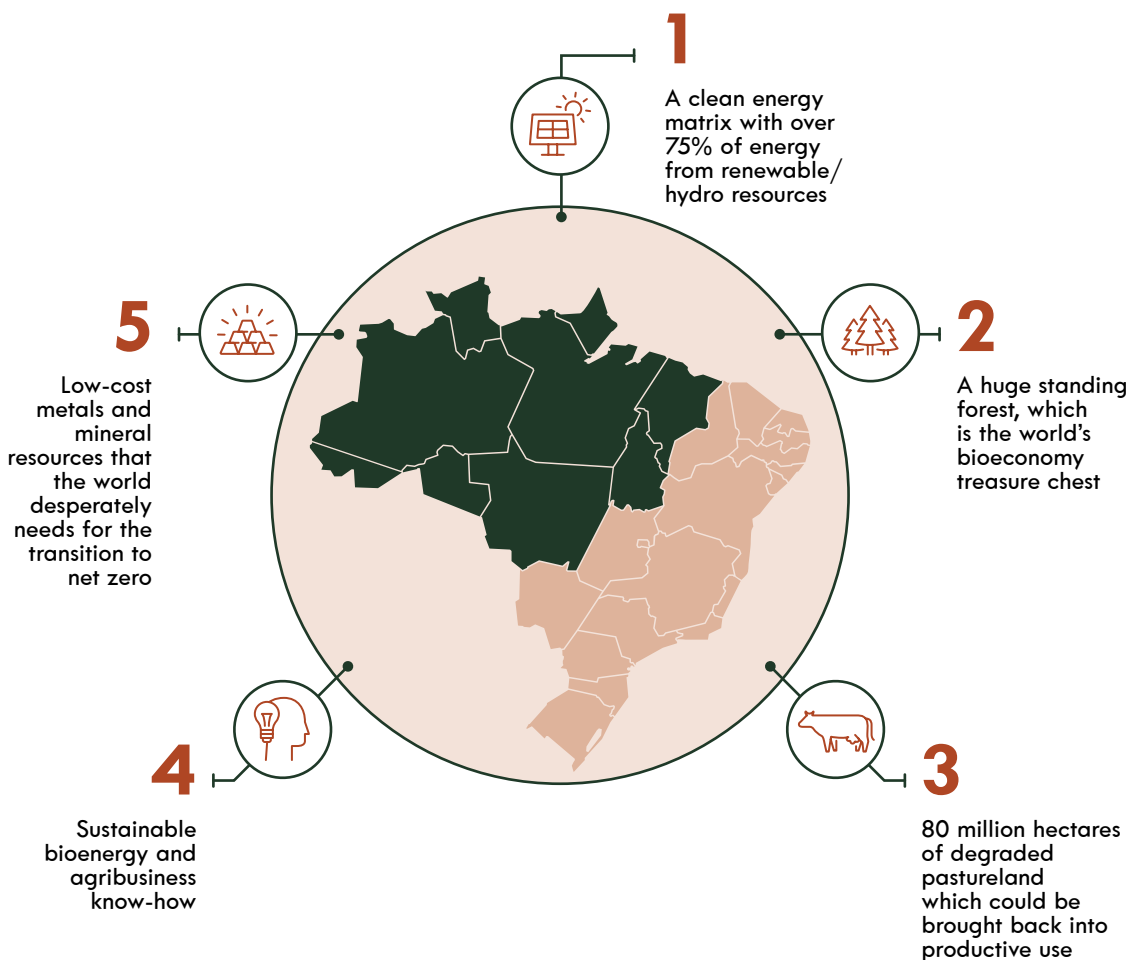 1
A clean energy
matrix with over
75% of energy
from renewable/
hydro resources
2
A huge standing
forest, which
is the world's
bioeconomy
treasure chest
3
80 million hectares
of degraded
pastureland
which could be
brought back into
productive use
4
Sustainable
bioenergy and
agribusiness
know-how
5
Low-cost
metals and
mineral
resources that
the world
desperately
needs for the
transition to
net zero